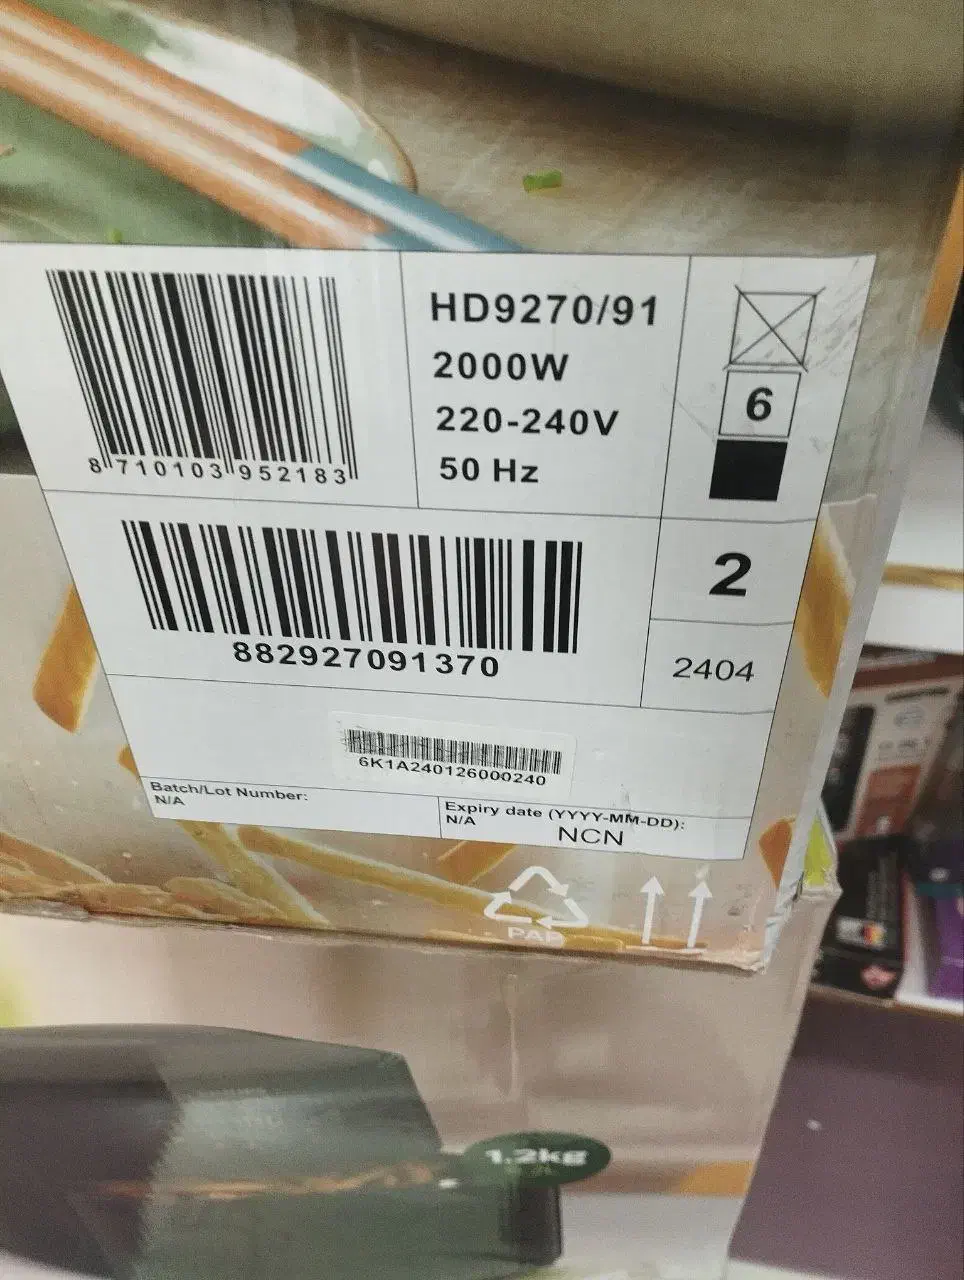 8 710103 952183
HD9270/91
2000W
220-240V
50 Hz
6
882927091370
2
2404
6K1A240126000240
Batch/Lot Number:
N/A
Expiry date (YYYY-MM-DD):
N/A
NCN
PAP
1.2kg